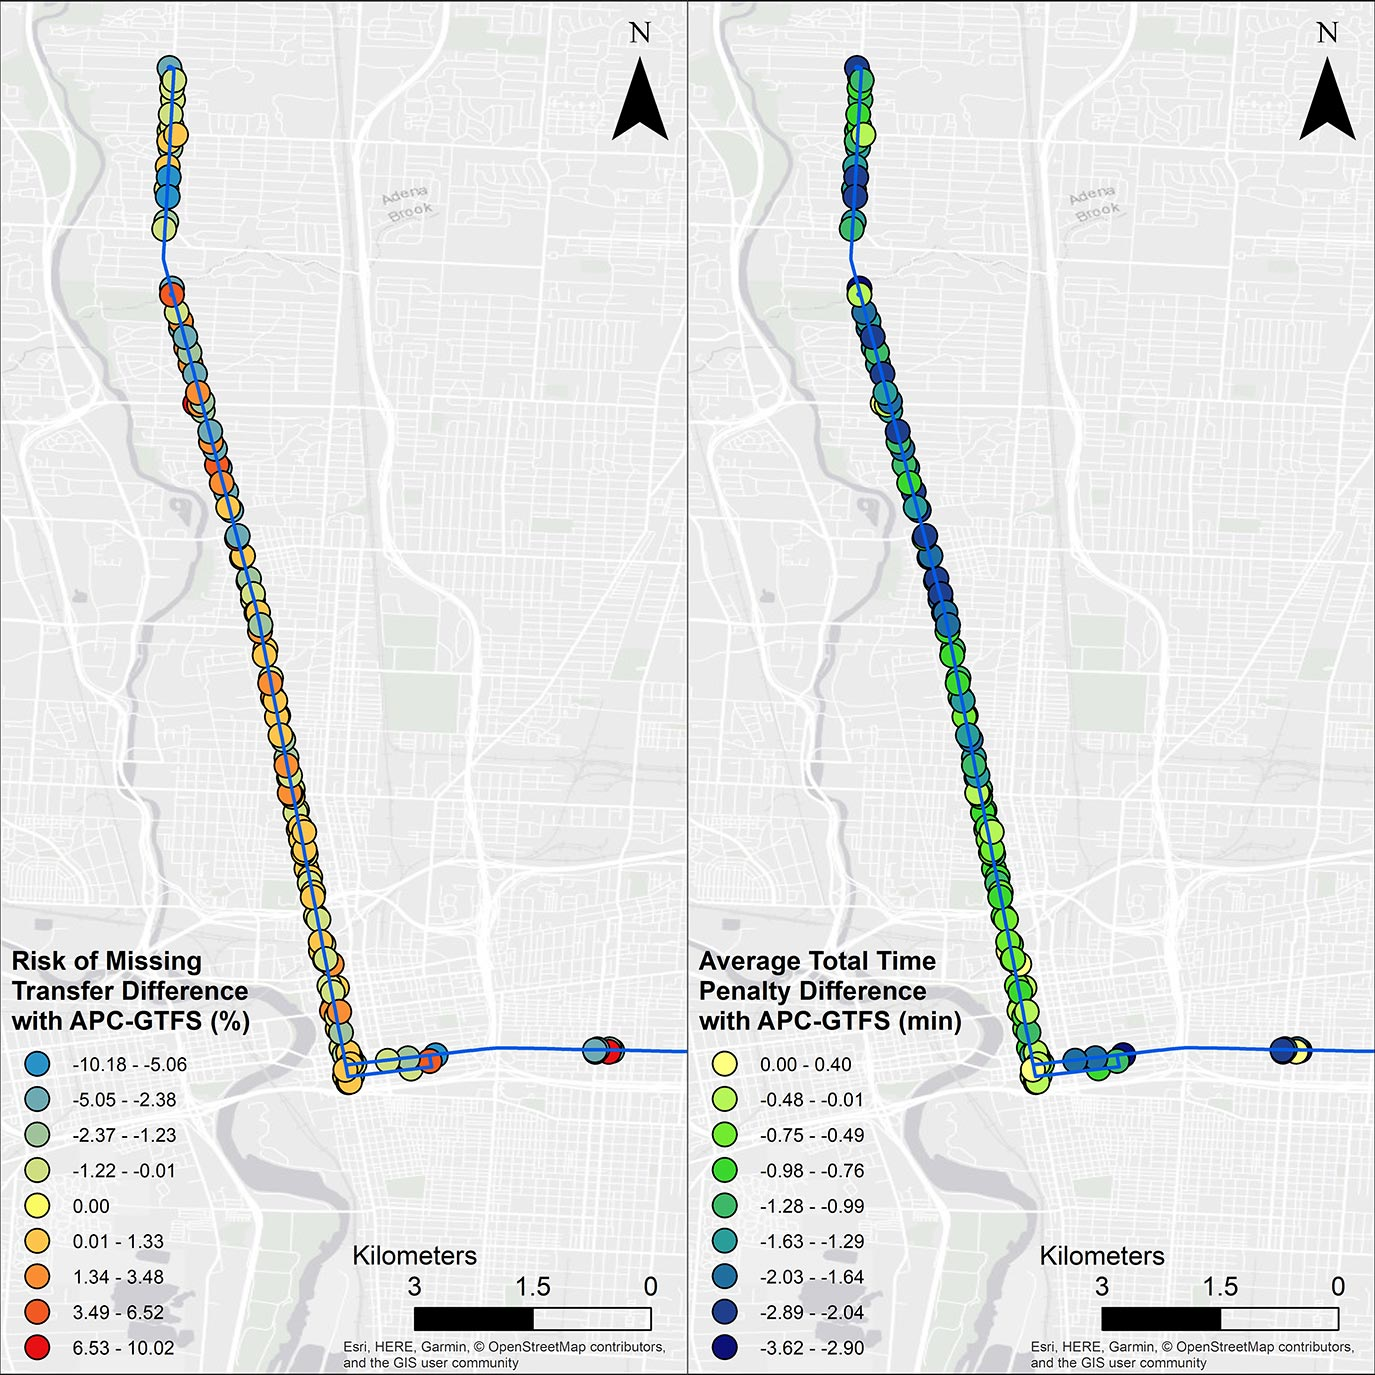 N
Adena
Brook
Risk of Missing
Transfer Difference
with APC-GTFS (%)
-10.18 - -5.06
-5.05 - -2.38
-2.37 - -1.23
-1.22 - -0.01
0.00
0.01 - 1.33
1.34 - 3.48
3.49 - 6.52
6.53 - 10.02
Kilometers
3 1.5 0
Esri, HERE, Garmin, © OpenStreetMap contributors,
and the GIS user community
N
Adena
Brook
Average Total Time
Penalty Difference
with APC-GTFS (min)
0.00 - 0.40
-0.48 - -0.01
-0.75 - -0.49
-0.98 - -0.76
-1.28 - -0.99
-1.63 - -1.29
-2.03 - -1.64
-2.89 - -2.04
-3.62 - -2.90
Kilometers
3 1.5 0
Esri, HERE, Garmin, © OpenStreetMap contributors,
and the GIS user community